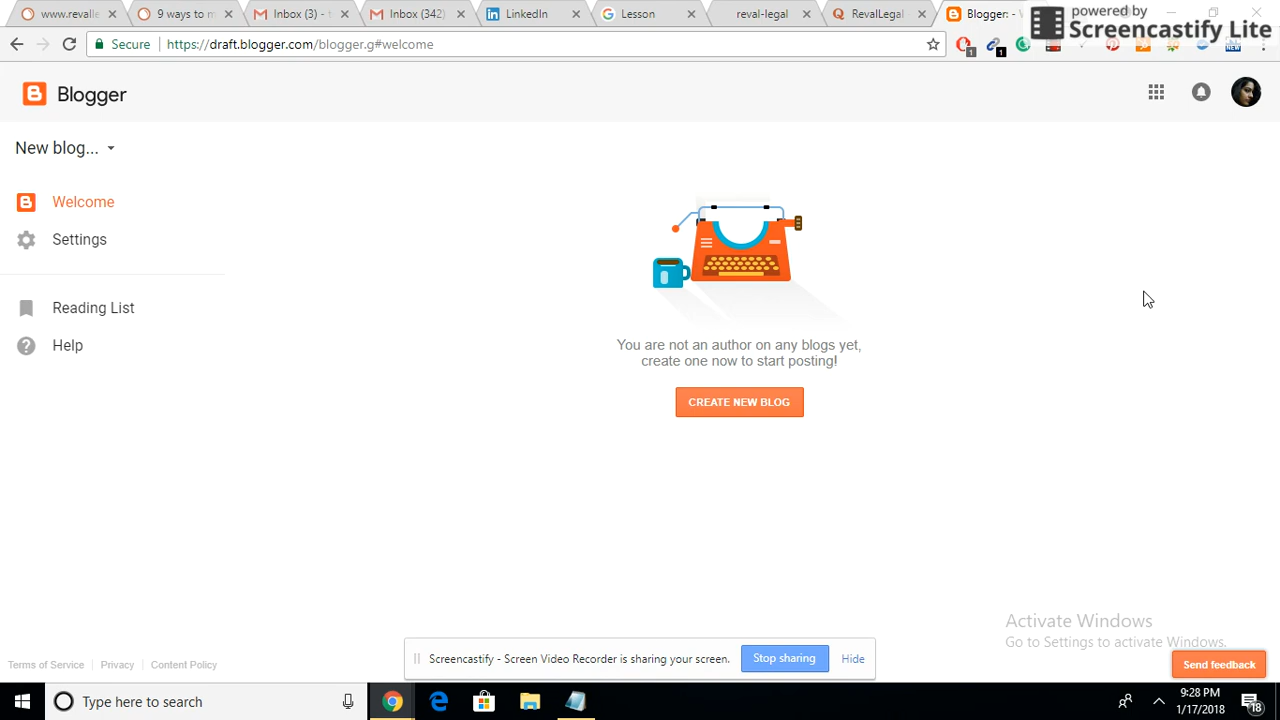 www.revalle
9 ways to m
Inbox (3) -
Inbox (342)
LinkedIn
Lesson
reval-legal
RevalLegal
Blogger: -
powered by
Screencastify Lite
Secure
https://draft.blogger.com/blogger.g#welcome
1
1
NEW
Blogger
New blog...
Welcome
Settings
Reading List
Help
You are not an author on any blogs yet,
create one now to start posting!
CREATE NEW BLOG
Activate Windows
Go to Settings to activate Windows.
Terms of Service
Privacy
Content Policy
Screencastify - Screen Video Recorder is sharing your screen.
Stop sharing
Hide
Send feedback
Type here to search
9:28 PM
1/17/2018
18